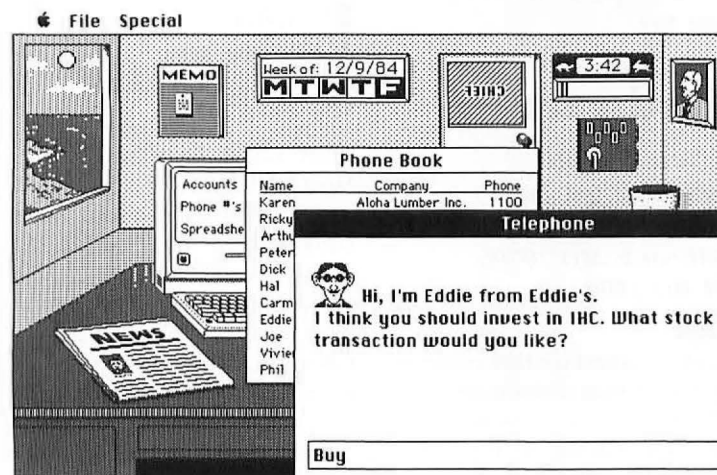 File Special
MEMO
Week of: 12/9/84
M T W T F
CHIEF
3:42
Accounts
Phone #'s
Spreadshe
Phone Book
Name Company Phone
Karen Aloha Lumber Inc. 1100
Ricky
Arthu
Peter
Dick
Hal
Carm
Eddie
Joe
Vivie
Phil
NEWS
Telephone
Hi, I'm Eddie from Eddie's.
I think you should invest in IHC. What stock
transaction would you like?
Buy